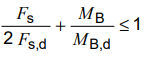 F_s / (2 F_s,d) + M_B / M_B,d ≤ 1